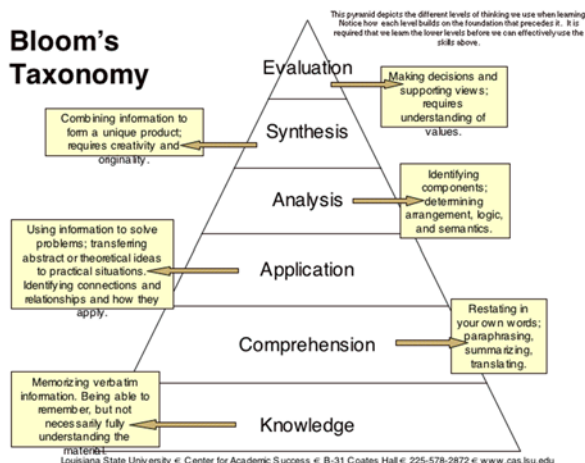 This pyramid depicts the different levels of thinking we use when learning
Notice how each level builds on the foundation that precedes it. It is
required that we learn the lower levels before we can effectively use the
skills above.
Bloom's
Taxonomy
Evaluation
Making decisions and
supporting views;
requires
understanding of
values.
Combining information to
form a unique product;
requires creativity and
originality.
Synthesis
Analysis
Identifying
components;
determining
arrangement, logic,
and semantics.
Using information to solve
problems; transferring
abstract or theoretical ideas
to practical situations.
Identifying connections and
relationships and how they
apply.
Application
Comprehension
Restating in
your own words;
paraphrasing,
summarizing,
translating.
Memorizing verbatim
information. Being able to
remember, but not
necessarily fully
understanding the
material.
Knowledge
Louisiana State University ∈ Center for Academic Success ∈ B-31 Coates Hall ∈ 225-578-2872 ∈ www.cas.lsu.edu